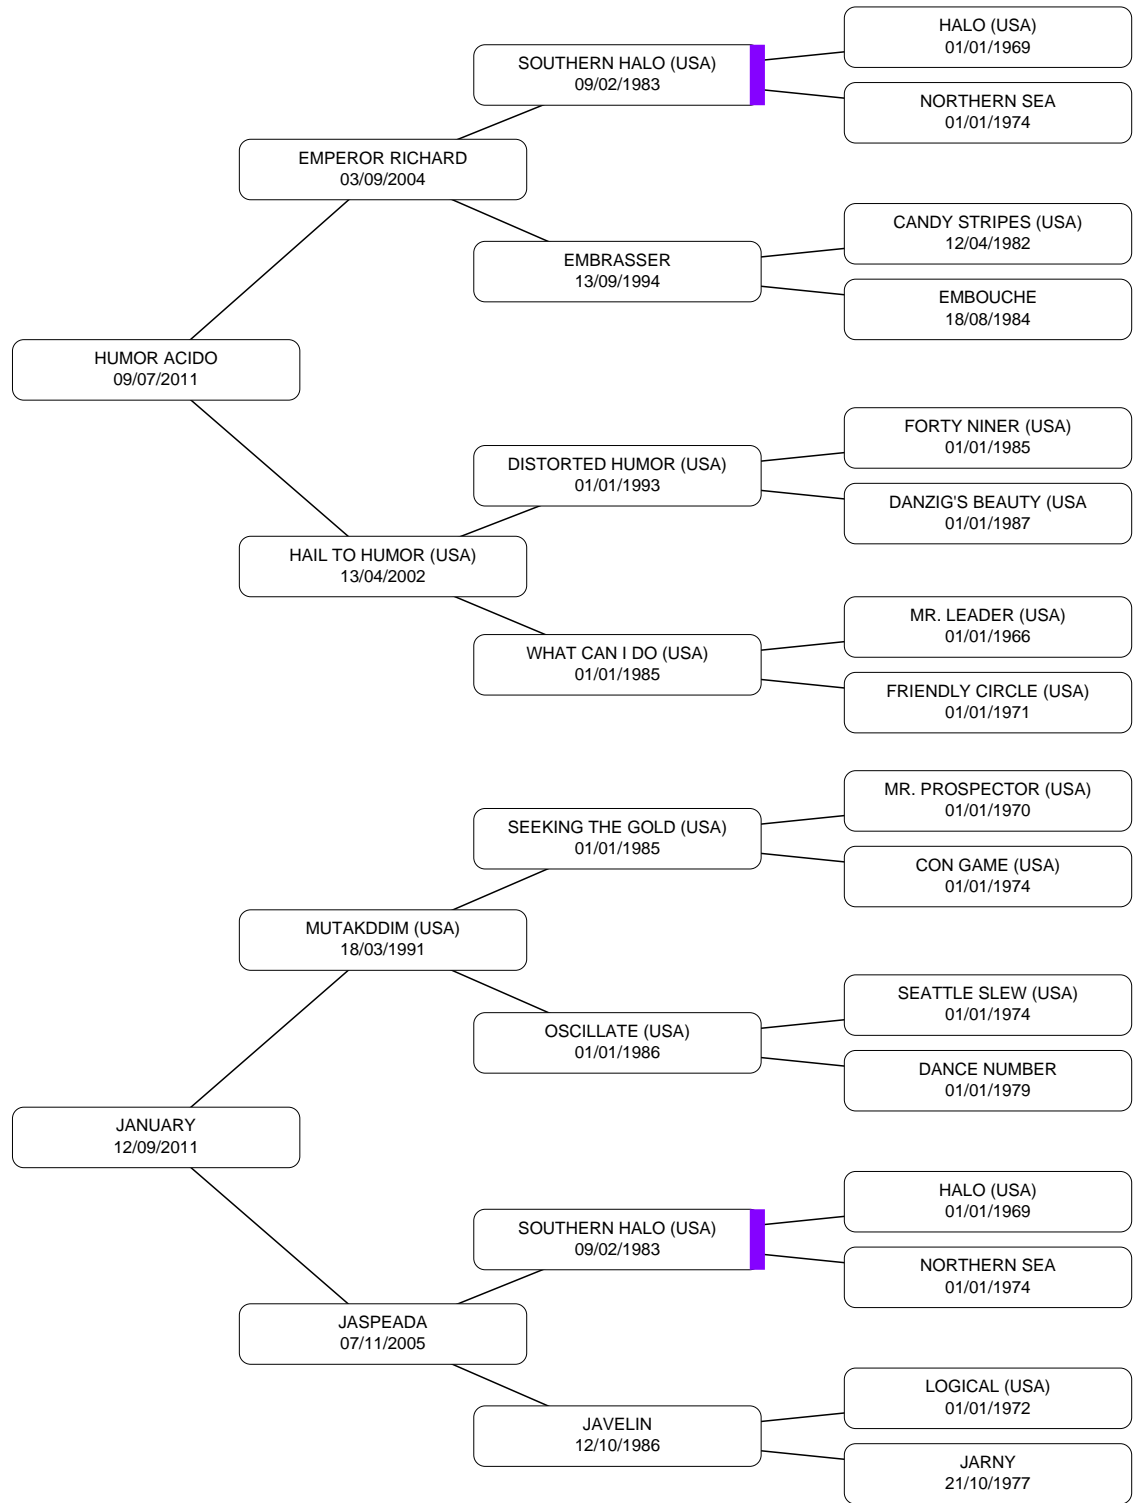 HALO (USA)
01/01/1969
SOUTHERN HALO (USA)
09/02/1983
NORTHERN SEA
01/01/1974
EMPEROR RICHARD
03/09/2004
CANDY STRIPES (USA)
12/04/1982
EMBRASSER
13/09/1994
EMBOUCHE
18/08/1984
HUMOR ACIDO
09/07/2011
FORTY NINER (USA)
01/01/1985
DISTORTED HUMOR (USA)
01/01/1993
DANZIG'S BEAUTY (USA
01/01/1987
HAIL TO HUMOR (USA)
13/04/2002
MR. LEADER (USA)
01/01/1966
WHAT CAN I DO (USA)
01/01/1985
FRIENDLY CIRCLE (USA)
01/01/1971
MR. PROSPECTOR (USA)
01/01/1970
SEEKING THE GOLD (USA)
01/01/1985
CON GAME (USA)
01/01/1974
MUTAKDDIM (USA)
18/03/1991
SEATTLE SLEW (USA)
01/01/1974
OSCILLATE (USA)
01/01/1986
DANCE NUMBER
01/01/1979
JANUARY
12/09/2011
HALO (USA)
01/01/1969
SOUTHERN HALO (USA)
09/02/1983
NORTHERN SEA
01/01/1974
JASPEADA
07/11/2005
LOGICAL (USA)
01/01/1972
JAVELIN
12/10/1986
JARNY
21/10/1977